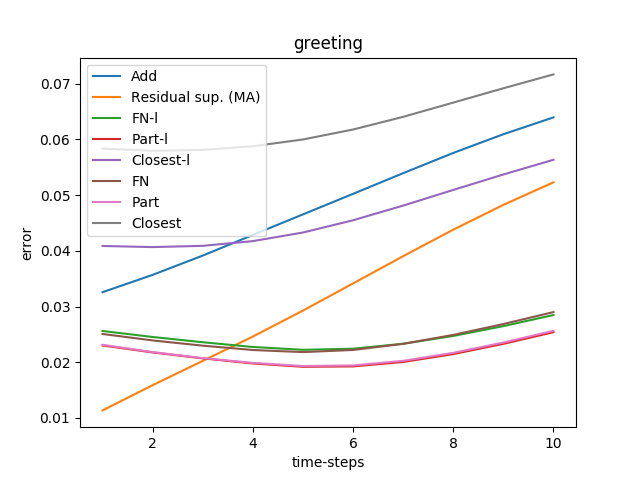 greeting
Add
Residual sup. (MA)
FN-l
Part-l
Closest-l
FN
Part
Closest
0.07
0.06
0.05
0.04
0.03
0.02
0.01
error
2 4 6 8 10
time-steps